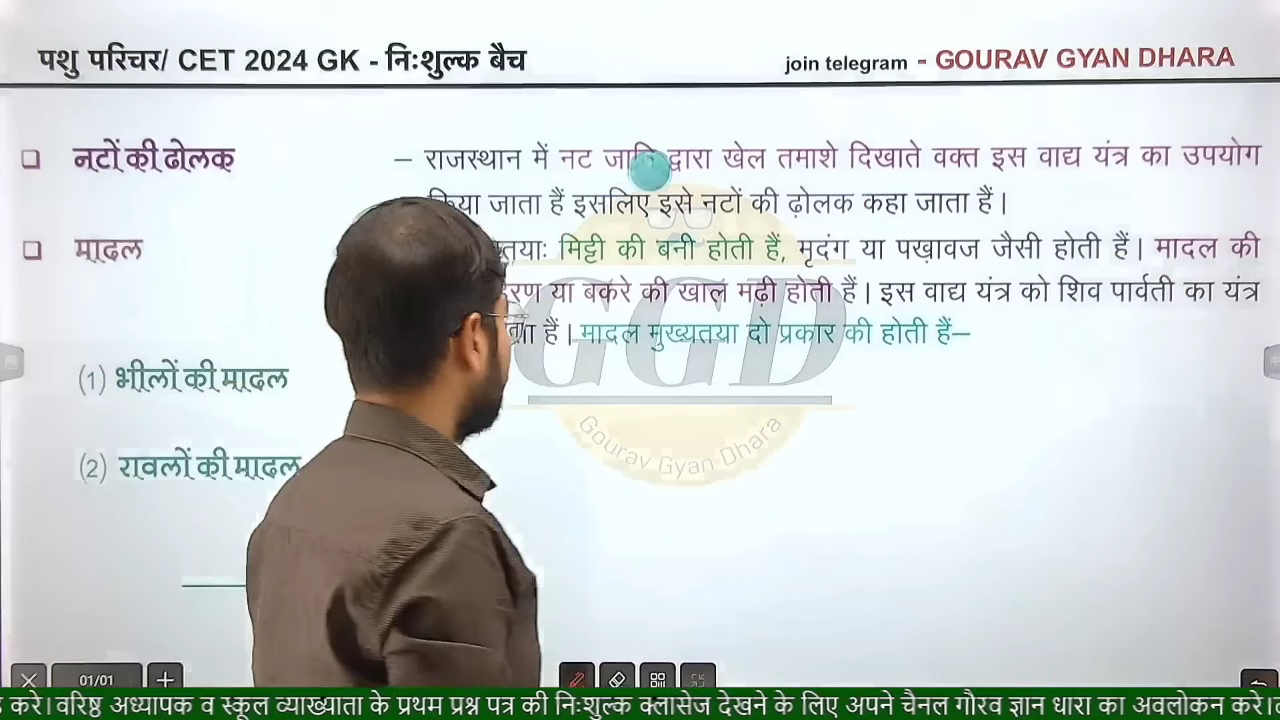 पशु परिचर/ CET 2024 GK - निःशुल्क बैच
join telegram - GOURAV GYAN DHARA
❑ नटों की ढोलक – राजस्थान में नट जाति द्वारा खेल तमाशे दिखाते वक्त इस वाद्य यंत्र का उपयोग
किया जाता हैं इसलिए इसे नटों की ढ़ोलक कहा जाता हैं।
❑ मादल मिट्टी की बनी होती हैं, मृदंग या पख़ावज जैसी होती हैं। मादल की
या बकरे की खाल मढ़ी होती हैं। इस वाद्य यंत्र को शिव पार्वती का यंत्र
हैं। मादल मुख्यतया दो प्रकार की होती हैं–
(1) भीलों की मादल
(2) रावलों की मादल
GGD
Gourav Gyan Dhara
01/01
करे। वरिष्ठ अध्यापक व स्कूल व्याख्याता के प्रथम प्रश्न पत्र की निःशुल्क क्लासेज देखने के लिए अपने चैनल गौरव ज्ञान धारा का अवलोकन करे।